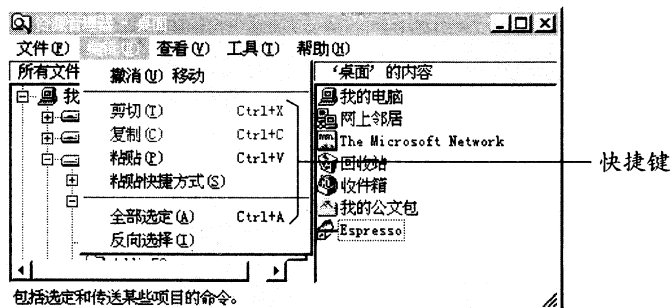 文件(F) 编辑(E) 查看(V) 工具(T) 帮助(H)
所有文件
'桌面' 的内容
撤消(U) 移动
剪切(T) Ctrl+X
复制(C) Ctrl+C
粘贴(P) Ctrl+V
粘贴快捷方式(S)
全部选定(A) Ctrl+A
反向选择(I)
我
我的电脑
网上邻居
The Microsoft Network
回收站
收件箱
我的公文包
Espresso
快捷键
包括选定和传送某些项目的命令。